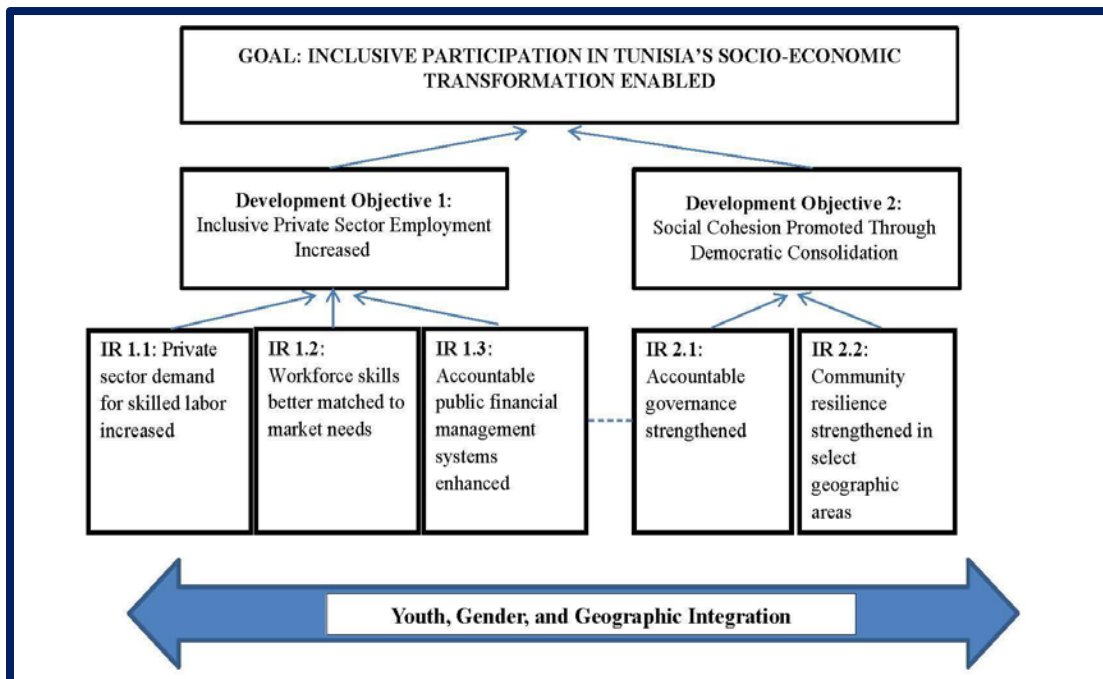 GOAL: INCLUSIVE PARTICIPATION IN TUNISIA'S SOCIO-ECONOMIC
TRANSFORMATION ENABLED
Development Objective 1:
Inclusive Private Sector Employment
Increased
Development Objective 2:
Social Cohesion Promoted Through
Democratic Consolidation
IR 1.1: Private
sector demand
for skilled labor
increased
IR 1.2:
Workforce skills
better matched to
market needs
IR 1.3:
Accountable
public financial
management
systems
enhanced
IR 2.1:
Accountable
governance
strengthened
IR 2.2:
Community
resilience
strengthened in
select
geographic
areas
Youth, Gender, and Geographic Integration